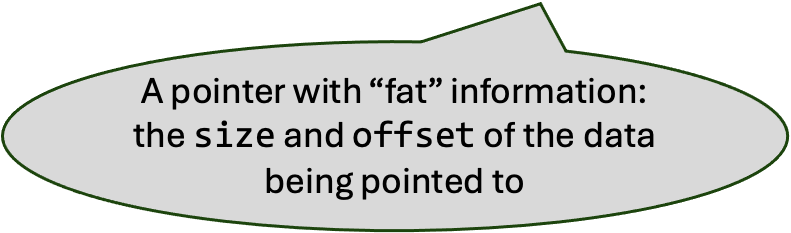 A pointer with “fat” information:
the size and offset of the data
being pointed to